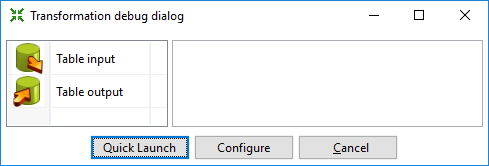 Transformation debug dialog
Table input
Table output
Quick Launch Configure Cancel